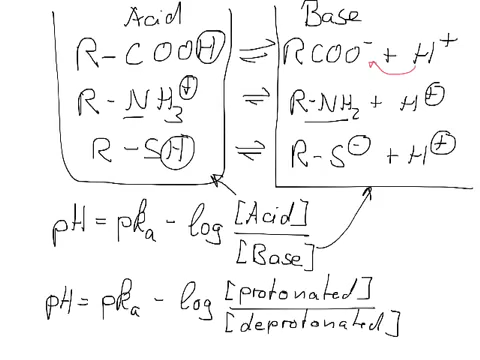 Acid Base
R-COOH ⇌ RCOO⁻ + H⁺
R-NH₃⁺ ⇌ R-NH₂ + H⁺
R-SH ⇌ R-S⁻ + H⁺
pH = pka - log [Acid]/[Base]
pH = pka - log [protonated]/[deprotonated]